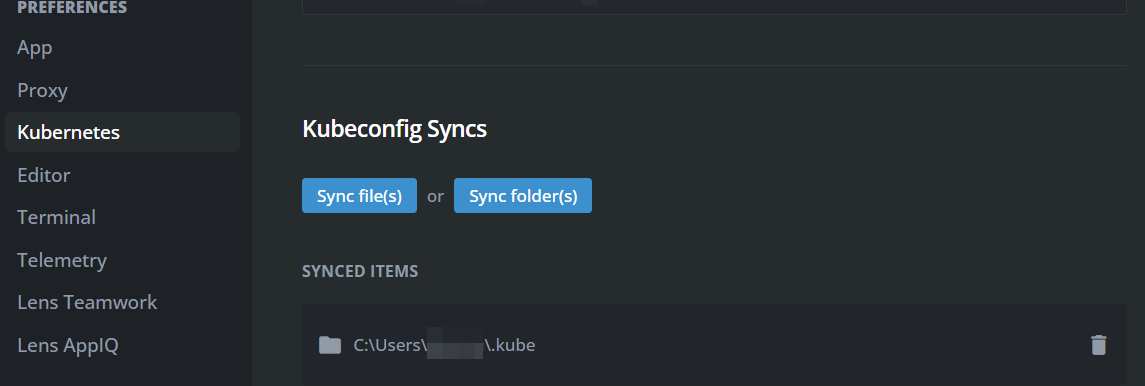 PREFERENCES
App
Proxy
Kubernetes
Editor
Terminal
Telemetry
Lens Teamwork
Lens AppIQ
Kubeconfig Syncs
Sync file(s) or Sync folder(s)
SYNCED ITEMS
C:\Users\ \.kube